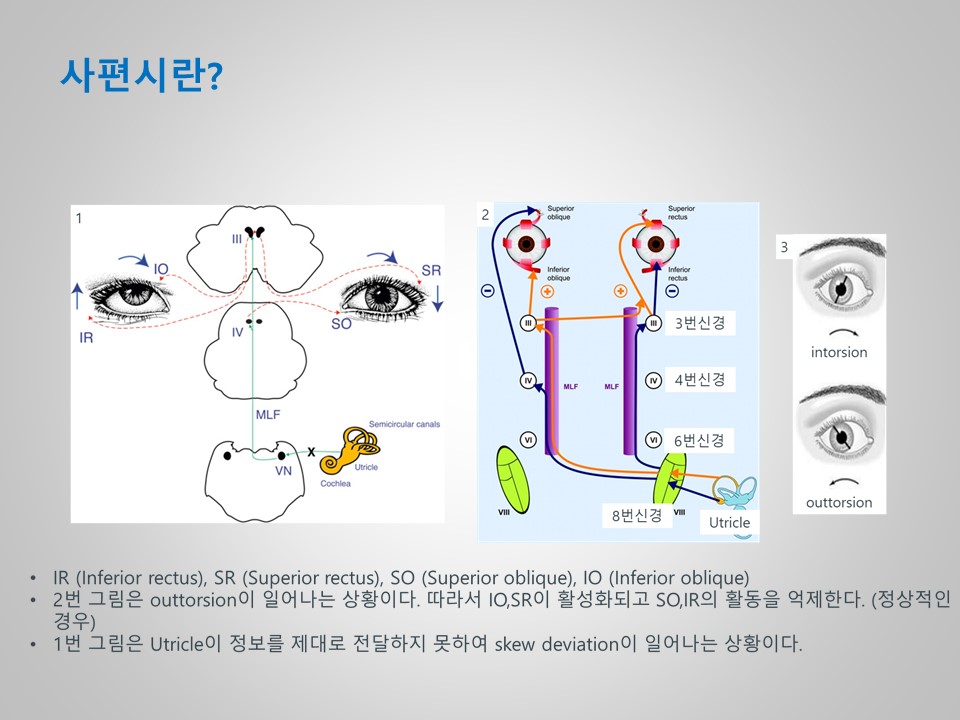 사편시란?
1
III
IO
SR
IR
SO
IV
MLF
Semicircular canals
X
VN
Utricle
Cochlea
2
Superior
oblique
Superior
rectus
Inferior
oblique
Inferior
rectus
III
III
3번신경
IV
MLF
MLF
IV
4번신경
VI
VI
6번신경
VIII
8번신경
VIII
Utricle
3
intorsion
outtorsion
• IR (Inferior rectus), SR (Superior rectus), SO (Superior oblique), IO (Inferior oblique)
• 2번 그림은 outtorsion이 일어나는 상황이다. 따라서 IO,SR이 활성화되고 SO,IR의 활동을 억제한다. (정상적인
경우)
• 1번 그림은 Utricle이 정보를 제대로 전달하지 못하여 skew deviation이 일어나는 상황이다.